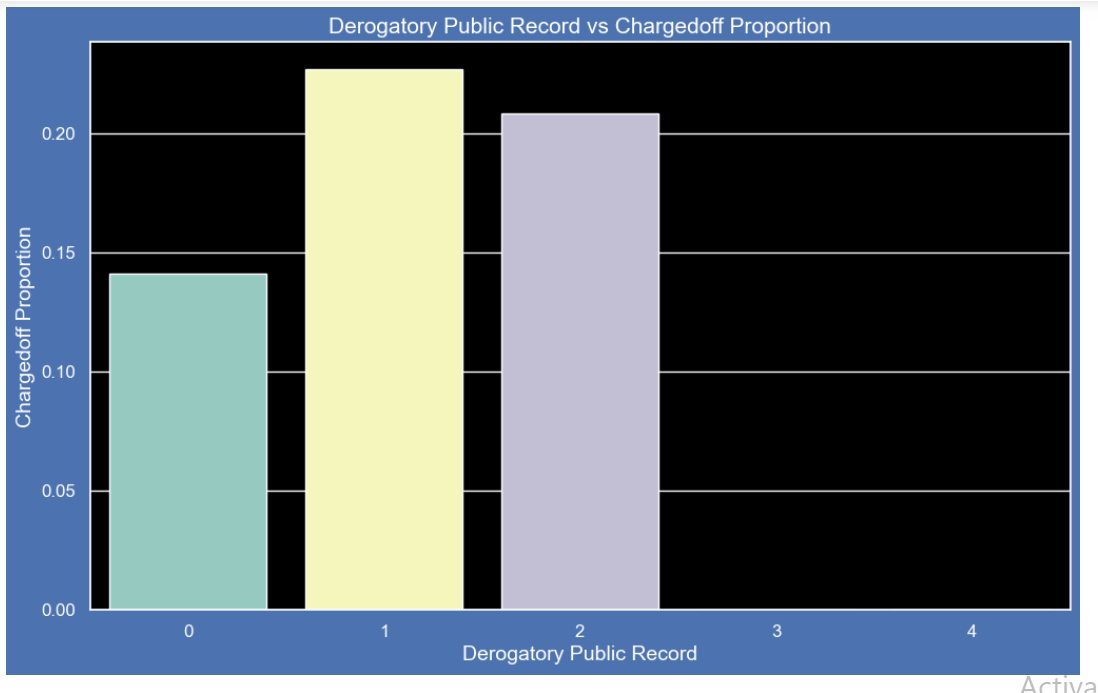 Derogatory Public Record vs Chargedoff Proportion
Chargedoff Proportion
0.20
0.15
0.10
0.05
0.00
0 1 2 3 4
Derogatory Public Record
Activa